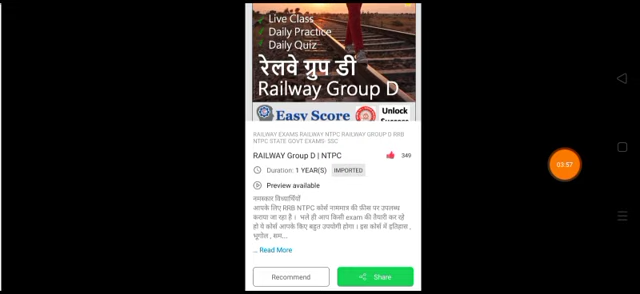 Live Class
Daily Practice
Daily Quiz
रेलवे ग्रुप डी
Railway Group D
Easy Score
Unlock
RAILWAY EXAMS RAILWAY NTPC RAILWAY GROUP D RRB
NTPC STATE GOVT EXAMS- SSC
RAILWAY Group D | NTPC
349
Duration: 1 YEAR(S) IMPORTED
Preview available
नमस्कार विध्यार्थियों
आपके लिए RRB NTPC कोर्स नाममात्र की फ़ीस पर उपलब्ध
कराया जा रहा है । भले ही आप किसी exam की तैयारी कर रहे
हो ये कोर्स आपके किए बहुत उपयोगी होगा । इस कोर्स में इतिहास ,
भूगोल , सम...
... Read More
Recommend
Share
03:57